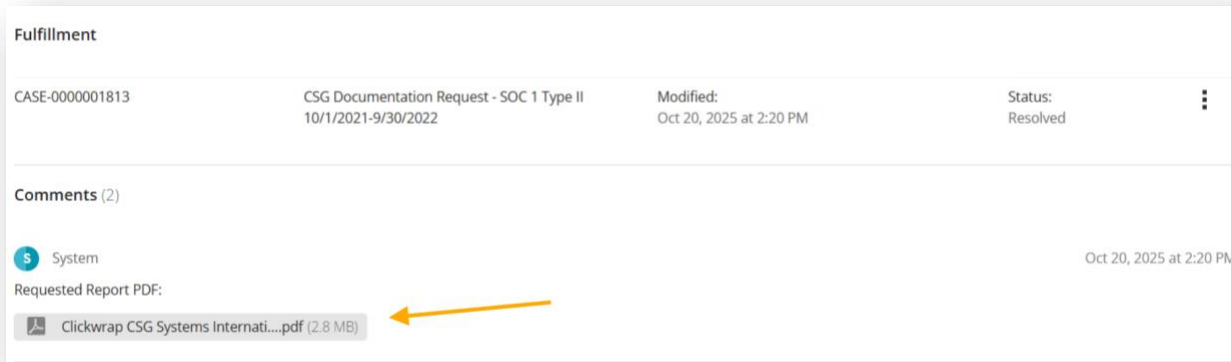 Fulfillment
CASE-0000001813
CSG Documentation Request - SOC 1 Type II
10/1/2021-9/30/2022
Modified:
Oct 20, 2025 at 2:20 PM
Status:
Resolved
Comments (2)
S System
Oct 20, 2025 at 2:20 PM
Requested Report PDF:
Clickwrap CSG Systems Internati....pdf (2.8 MB)